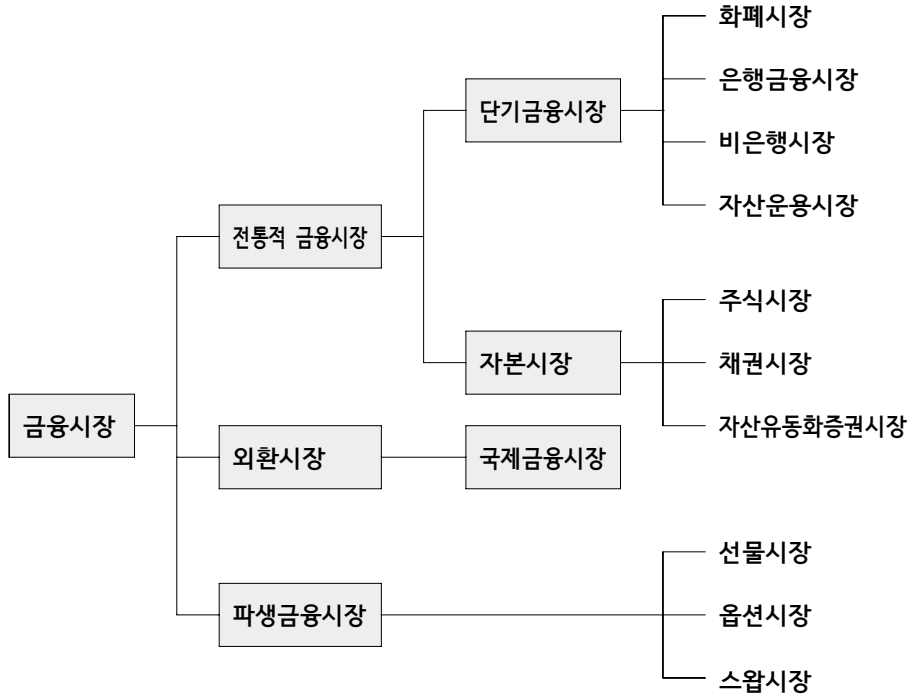 화폐시장
은행금융시장
단기금융시장
비은행시장
자산운용시장
전통적 금융시장
주식시장
자본시장
채권시장
자산유동화증권시장
금융시장
외환시장
국제금융시장
선물시장
파생금융시장
옵션시장
스왑시장